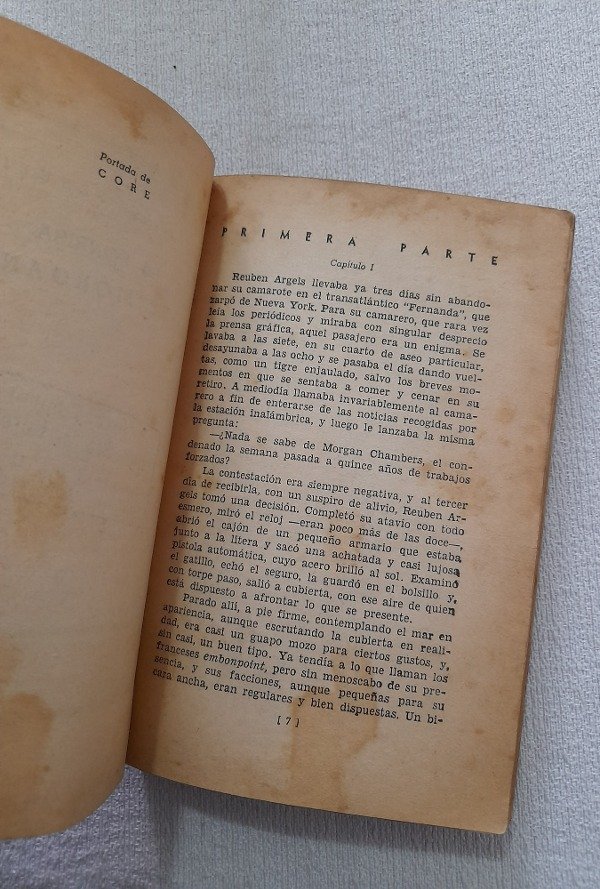 Portada de
CORE
PRIMERA PARTE
Capítulo I
Reuben Argels llevaba ya tres días sin abando-
nar su camarote en el transatlántico "Fernanda", que
zarpó de Nueva York. Para su camarero, que rara vez
leía los periódicos y miraba con singular desprecio
la prensa gráfica, aquel pasajero era un enigma. Se
lavaba a las siete, en su cuarto de aseo particular,
desayunaba a las ocho y se pasaba el día dando vuel-
tas, como un tigre enjaulado, salvo los breves mo-
mentos en que se sentaba a comer y cenar en su
retiro. A mediodía llamaba invariablemente al cama-
rero a fin de enterarse de las noticias recogidas por
la estación inalámbrica, y luego le lanzaba la misma
pregunta:
—¿Nada se sabe de Morgan Chambers, el con-
denado la semana pasada a quince años de trabajos
forzados?
La contestación era siempre negativa, y al tercer
día de recibirla, con un suspiro de alivio, Reuben Ar-
gels tomó una decisión. Completó su atavío con todo
esmero, miró el reloj —eran poco más de las doce—,
abrió el cajón de un pequeño armario que estaba
junto a la litera y sacó una achatada y casi lujosa
pistola automática, cuyo acero brilló al sol. Examinó
el gatillo, echó el seguro, la guardó en el bolsillo y,
con torpe paso, salió a cubierta, con ese aire de quien
está dispuesto a afrontar lo que se presente.
Parado allí, a pie firme, contemplando el mar en
apariencia, aunque escrutando la cubierta en reali-
dad, era casi un guapo mozo para ciertos gustos, y,
sin casi, un buen tipo. Ya tendía a lo que llaman los
franceses embonpoint, pero sin menoscabo de su pre-
sencia, y sus facciones, aunque pequeñas para su
cara ancha, eran regulares y bien dispuestas. Un bi-
[ 7 ]